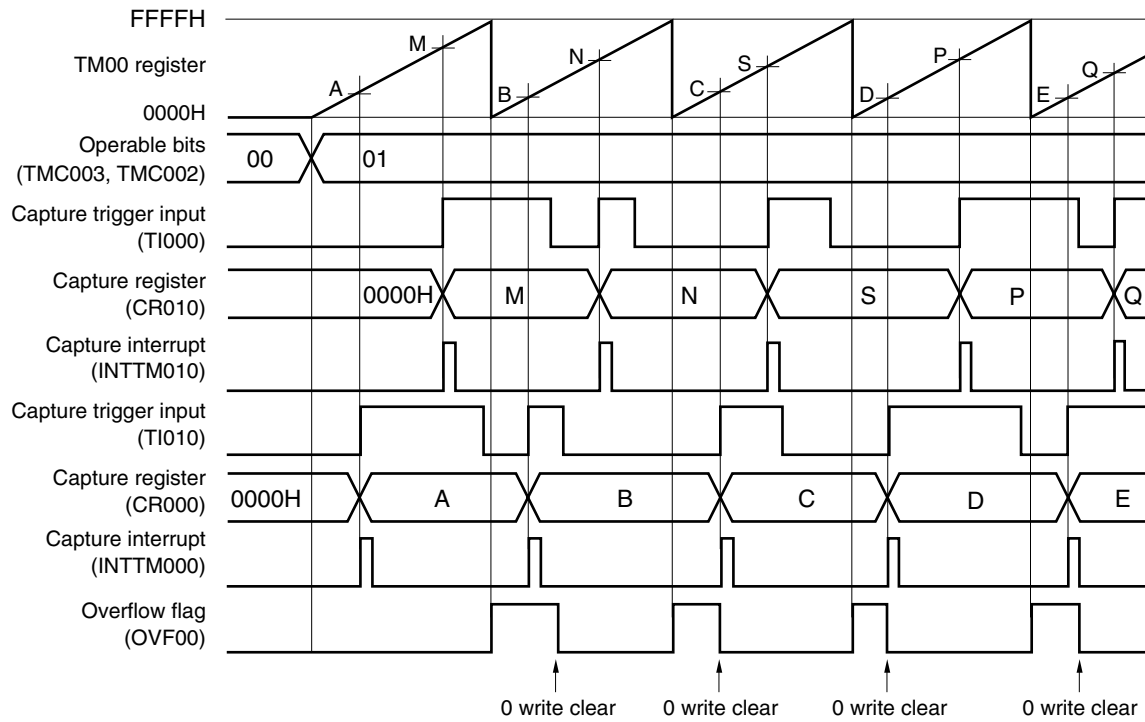 FFFFH
TM00 register
0000H
A M B N C S D P E Q
Operable bits
(TMC003, TMC002)
00 01
Capture trigger input
(TI000)
Capture register
(CR010)
0000H M N S P Q
Capture interrupt
(INTTM010)
Capture trigger input
(TI010)
Capture register
(CR000)
0000H A B C D E
Capture interrupt
(INTTM000)
Overflow flag
(OVF00)
0 write clear 0 write clear 0 write clear 0 write clear